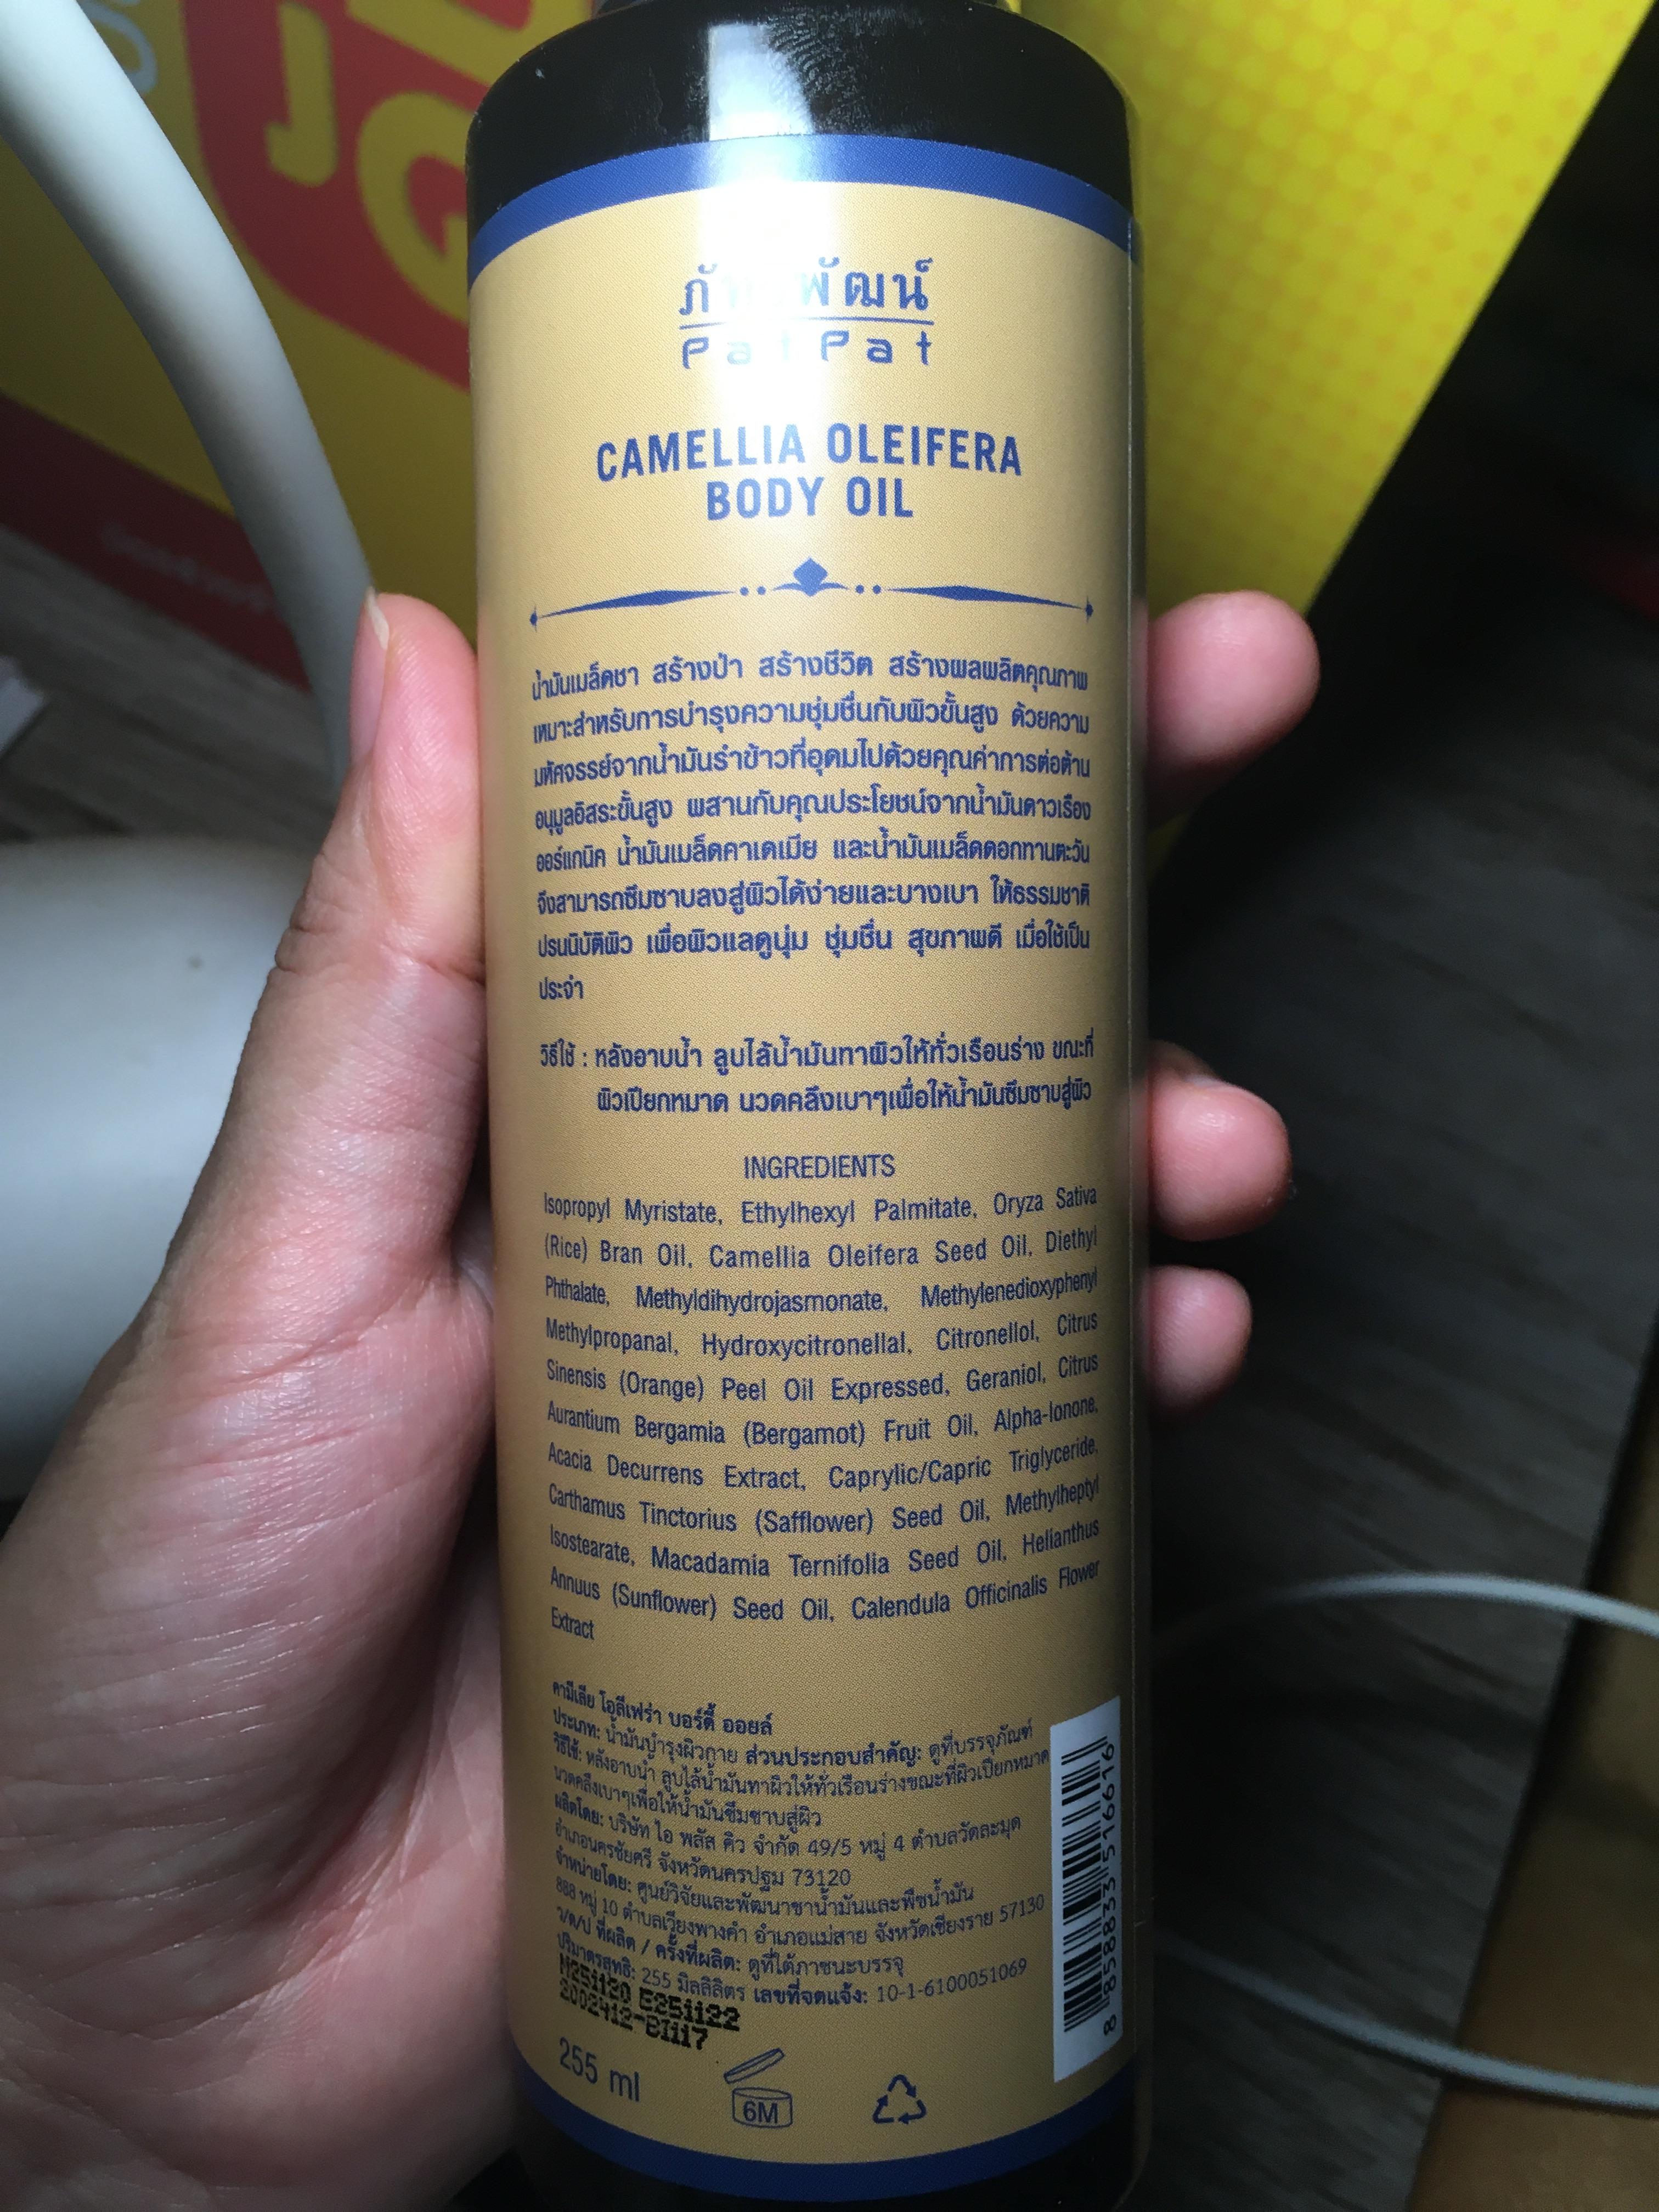 PatPat
CAMELLIA OLEIFERA
BODY OIL
น้ำมันเมล็ดชา สร้างป่า สร้างชีวิต สร้างผลผลิตคุณภาพ
เหมาะสำหรับการบำรุงความชุ่มชื่นกับผิวขั้นสูง ด้วยความ
มหัศจรรย์จากน้ำมันรำข้าวที่อุดมไปด้วยคุณค่าการต่อต้าน
อนุมูลอิสระขั้นสูง ผสานกับคุณประโยชน์จากน้ำมันดาวเรือง
ออร์แกนิค น้ำมันเมล็ดคาเดเมีย และน้ำมันเมล็ดดอกทานตะวัน
จึงสามารถซึมซาบลงสู่ผิวได้ง่ายและบางเบา ให้ธรรมชาติ
ปรนนิบัติผิว เพื่อผิวแลดูนุ่ม ชุ่มชื่น สุขภาพดี เมื่อใช้เป็น
ประจำ
วิธีใช้ : หลังอาบน้ำ ลูบไล้น้ำมันทาผิวให้ทั่วเรือนร่าง ขณะที่
ผิวเปียกหมาด นวดคลึงเบาๆเพื่อให้น้ำมันซึมซาบสู่ผิว
INGREDIENTS
Isopropyl Myristate, Ethylhexyl Palmitate, Oryza Sativa
(Rice) Bran Oil, Camellia Oleifera Seed Oil, Diethyl
Phthalate, Methyldihydrojasmonate, Methylenedioxyphenyl
Methylpropanal, Hydroxycitronellal, Citronellol, Citrus
Sinensis (Orange) Peel Oil Expressed, Geraniol, Citrus
Aurantium Bergamia (Bergamot) Fruit Oil, Alpha-Ionone,
Acacia Decurrens Extract, Caprylic/Capric Triglyceride,
Carthamus Tinctorius (Safflower) Seed Oil, Methylheptyl
Isostearate, Macadamia Ternifolia Seed Oil, Helianthus
Annuus (Sunflower) Seed Oil, Calendula Officinalis Flower
Extract
คามีเลีย โอลีเฟร่า บอร์ดี้ ออยล์
ประเภท: น้ำมันบำรุงผิวกาย ส่วนประกอบสำคัญ: ดูที่บรรจุภัณฑ์
วิธีใช้: หลังอาบน้ำ ลูบไล้น้ำมันทาผิวให้ทั่วเรือนร่างขณะที่ผิวเปียกหมาด
นวดคลึงเบาๆเพื่อให้น้ำมันซึมซาบสู่ผิว
ผลิตโดย: บริษัท ไอ พลัส คิว จำกัด 49/5 หมู่ 4 ตำบลวัดละมุด
อำเภอนครชัยศรี จังหวัดนครปฐม 73120
จำหน่ายโดย: ศูนย์วิจัยและพัฒนาชาน้ำมันและพืชน้ำมัน
888 หมู่ 10 ตำบลเวียงพางคำ อำเภอแม่สาย จังหวัดเชียงราย 57130
ว/ด/ป ที่ผลิต / ครั้งที่ผลิต: ดูที่ใต้ภาชนะบรรจุ
ปริมาตรสุทธิ: 255 มิลลิลิตร เลขที่จดแจ้ง: 10-1-6100051069
M251120 E251122
2002412-BI117
255 ml
6M
8 858833 516616